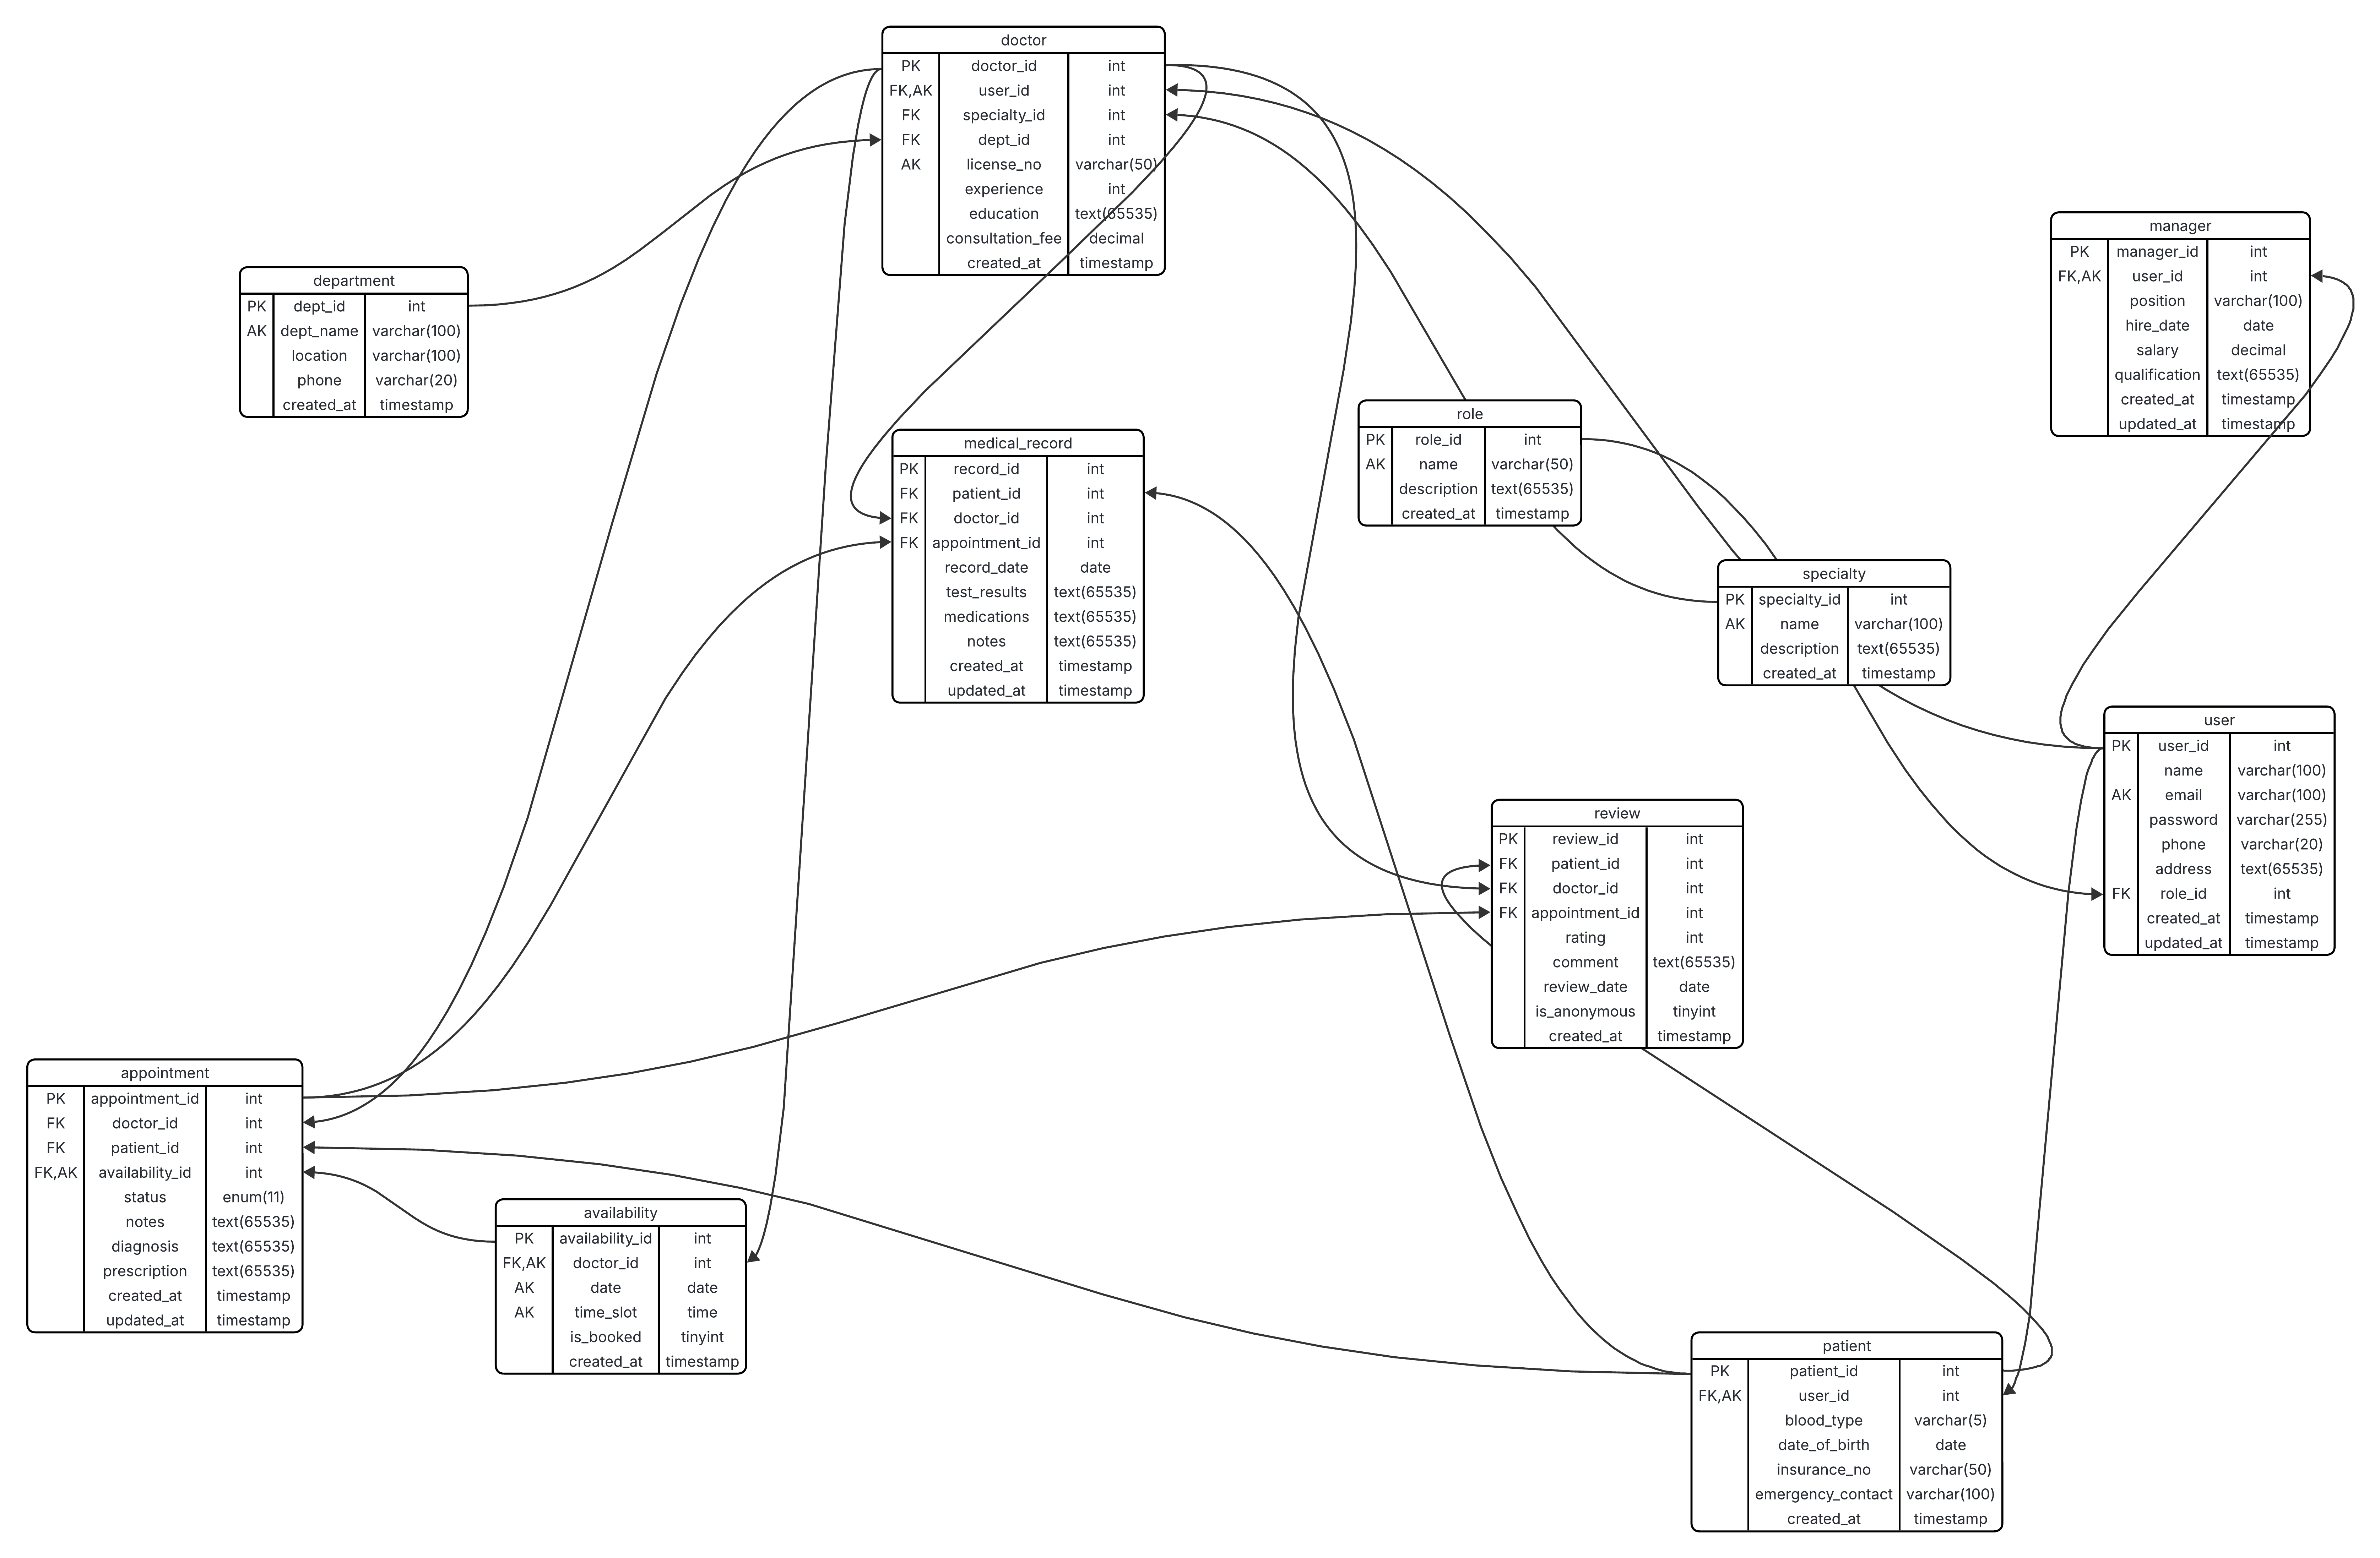 doctor
PK doctor_id int
FK,AK user_id int
FK specialty_id int
FK dept_id int
AK license_no varchar(50)
experience int
education text(65535)
consultation_fee decimal
created_at timestamp
manager
PK manager_id int
FK,AK user_id int
position varchar(100)
hire_date date
salary decimal
qualification text(65535)
created_at timestamp
updated_at timestamp
department
PK dept_id int
AK dept_name varchar(100)
location varchar(100)
phone varchar(20)
created_at timestamp
role
PK role_id int
AK name varchar(50)
description text(65535)
created_at timestamp
medical_record
PK record_id int
FK patient_id int
FK doctor_id int
FK appointment_id int
record_date date
test_results text(65535)
medications text(65535)
notes text(65535)
created_at timestamp
updated_at timestamp
specialty
PK specialty_id int
AK name varchar(100)
description text(65535)
created_at timestamp
user
PK user_id int
name varchar(100)
AK email varchar(100)
password varchar(255)
phone varchar(20)
address text(65535)
FK role_id int
created_at timestamp
updated_at timestamp
review
PK review_id int
FK patient_id int
FK doctor_id int
FK appointment_id int
rating int
comment text(65535)
review_date date
is_anonymous tinyint
created_at timestamp
appointment
PK appointment_id int
FK doctor_id int
FK patient_id int
FK,AK availability_id int
status enum(11)
notes text(65535)
diagnosis text(65535)
prescription text(65535)
created_at timestamp
updated_at timestamp
availability
PK availability_id int
FK,AK doctor_id int
AK date date
AK time_slot time
is_booked tinyint
created_at timestamp
patient
PK patient_id int
FK,AK user_id int
blood_type varchar(5)
date_of_birth date
insurance_no varchar(50)
emergency_contact varchar(100)
created_at timestamp